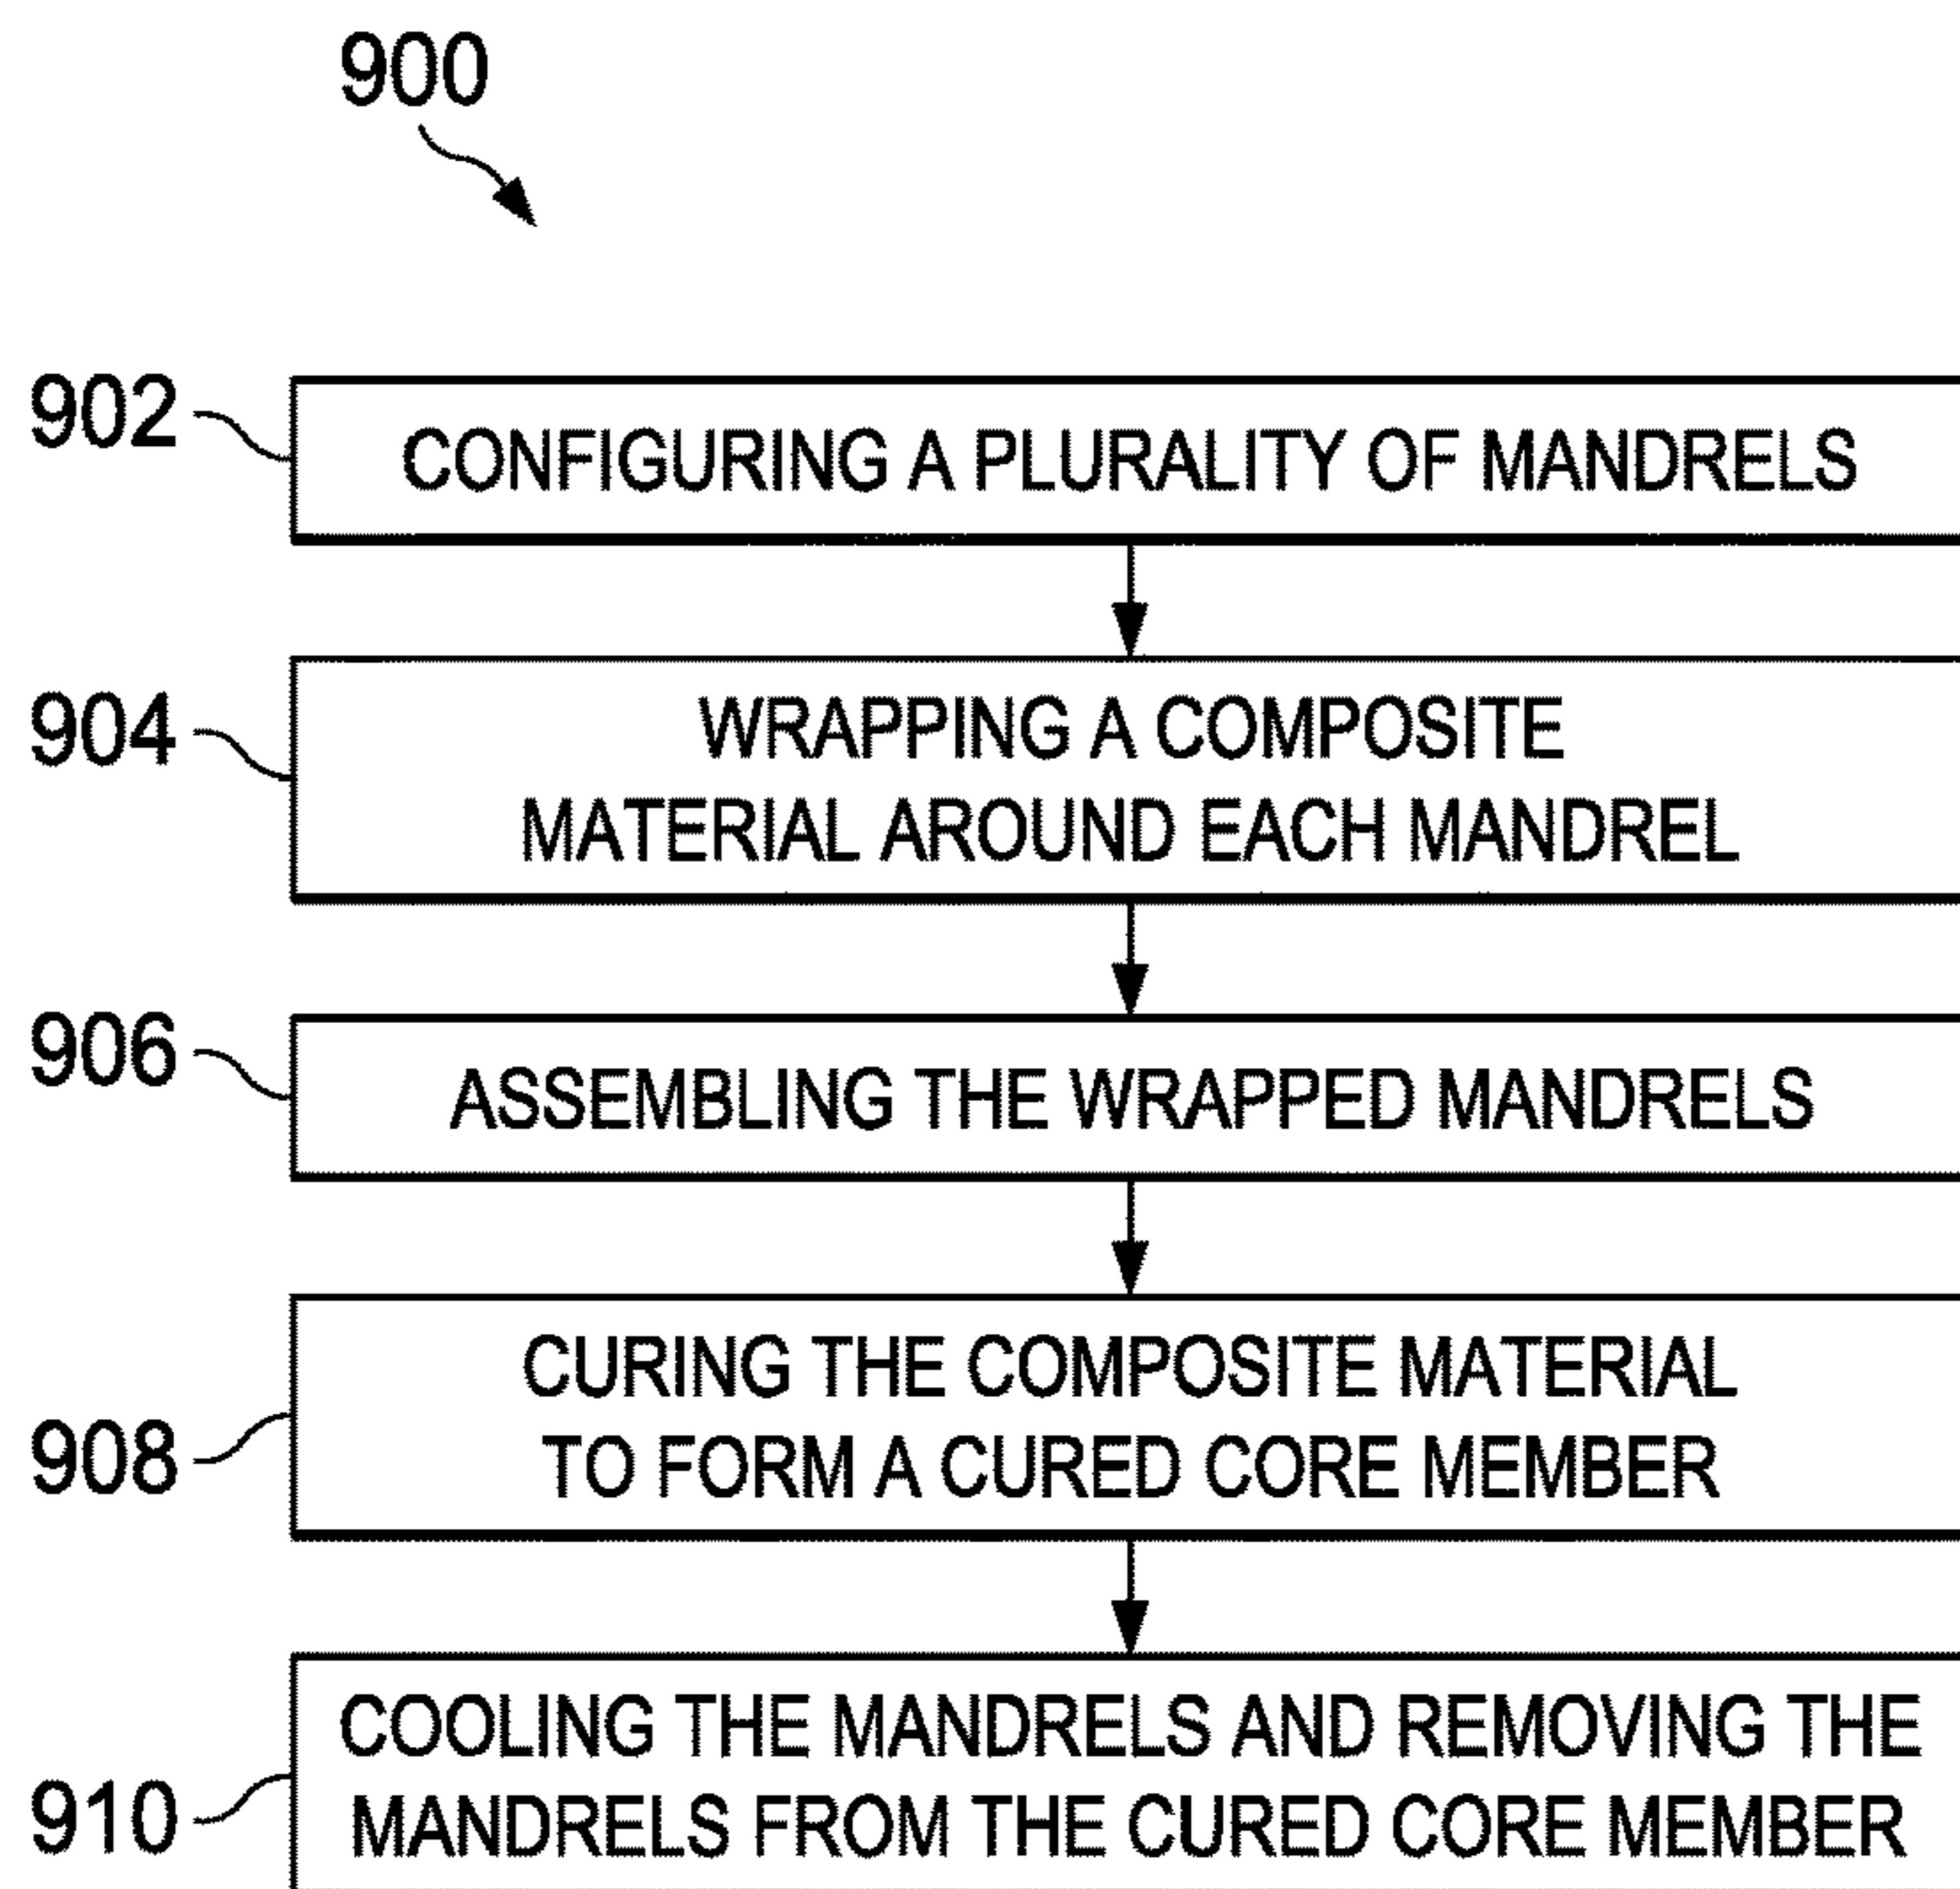 900
902
CONFIGURING A PLURALITY OF MANDRELS
904
WRAPPING A COMPOSITE
MATERIAL AROUND EACH MANDREL
906
ASSEMBLING THE WRAPPED MANDRELS
908
CURING THE COMPOSITE MATERIAL
TO FORM A CURED CORE MEMBER
910
COOLING THE MANDRELS AND REMOVING THE
MANDRELS FROM THE CURED CORE MEMBER